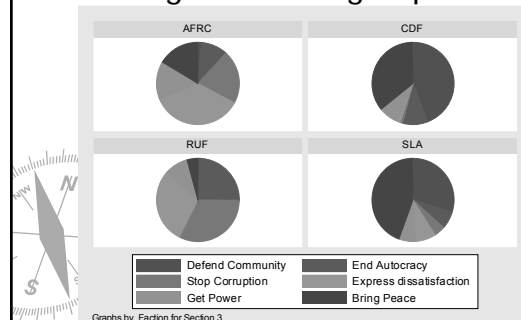 AFRC CDF
RUF SLA
Defend Community End Autocracy
Stop Corruption Express dissatisfaction
Get Power Bring Peace
Graphs by Faction for Section 3
N
NW
S